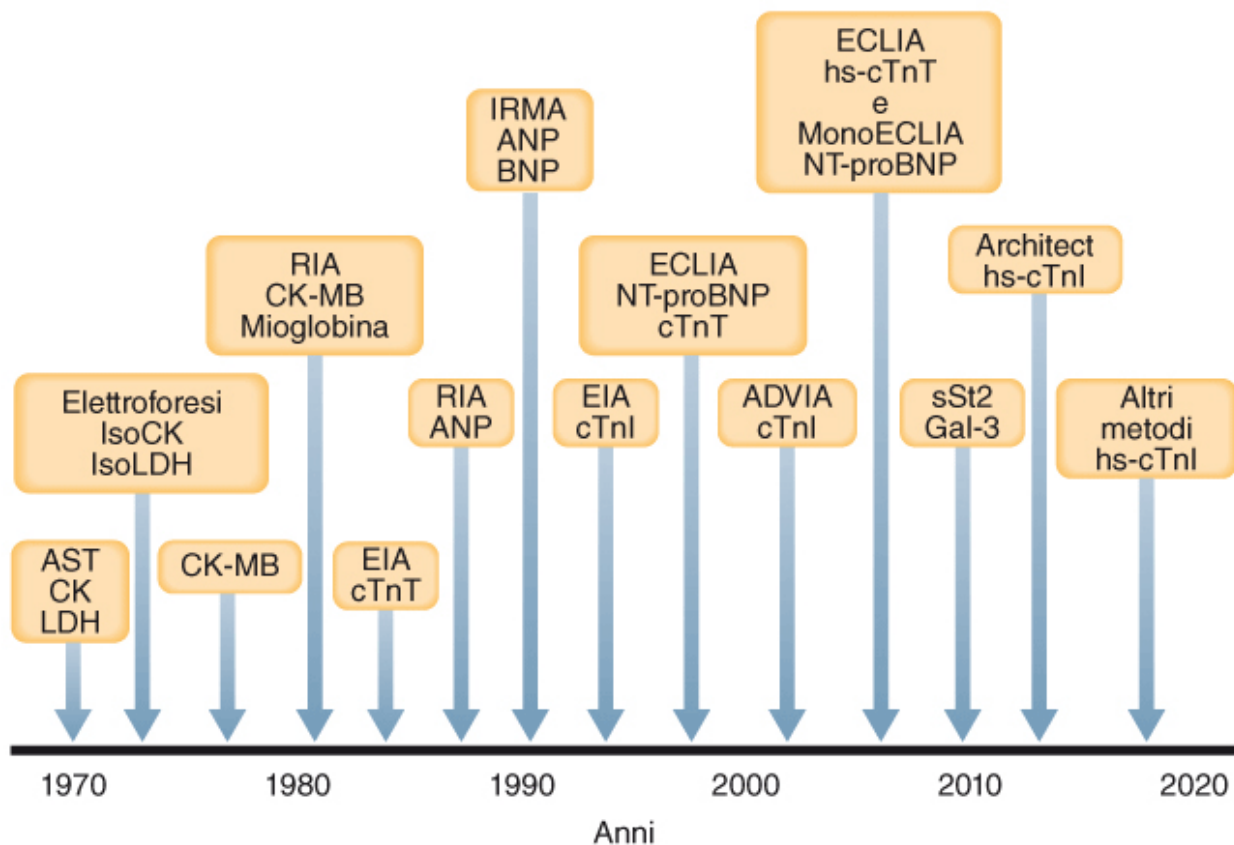 ECLIA
hs-cTnT
e
MonoECLIA
NT-proBNP
IRMA
ANP
BNP
RIA
CK-MB
Mioglobina
ECLIA
NT-proBNP
cTnT
Architect
hs-cTnI
Elettroforesi
IsoCK
IsoLDH
RIA
ANP
EIA
cTnI
ADVIA
cTnI
sSt2
Gal-3
Altri
metodi
hs-cTnI
AST
CK
LDH
CK-MB
EIA
cTnT
1970 1980 1990 2000 2010 2020
Anni